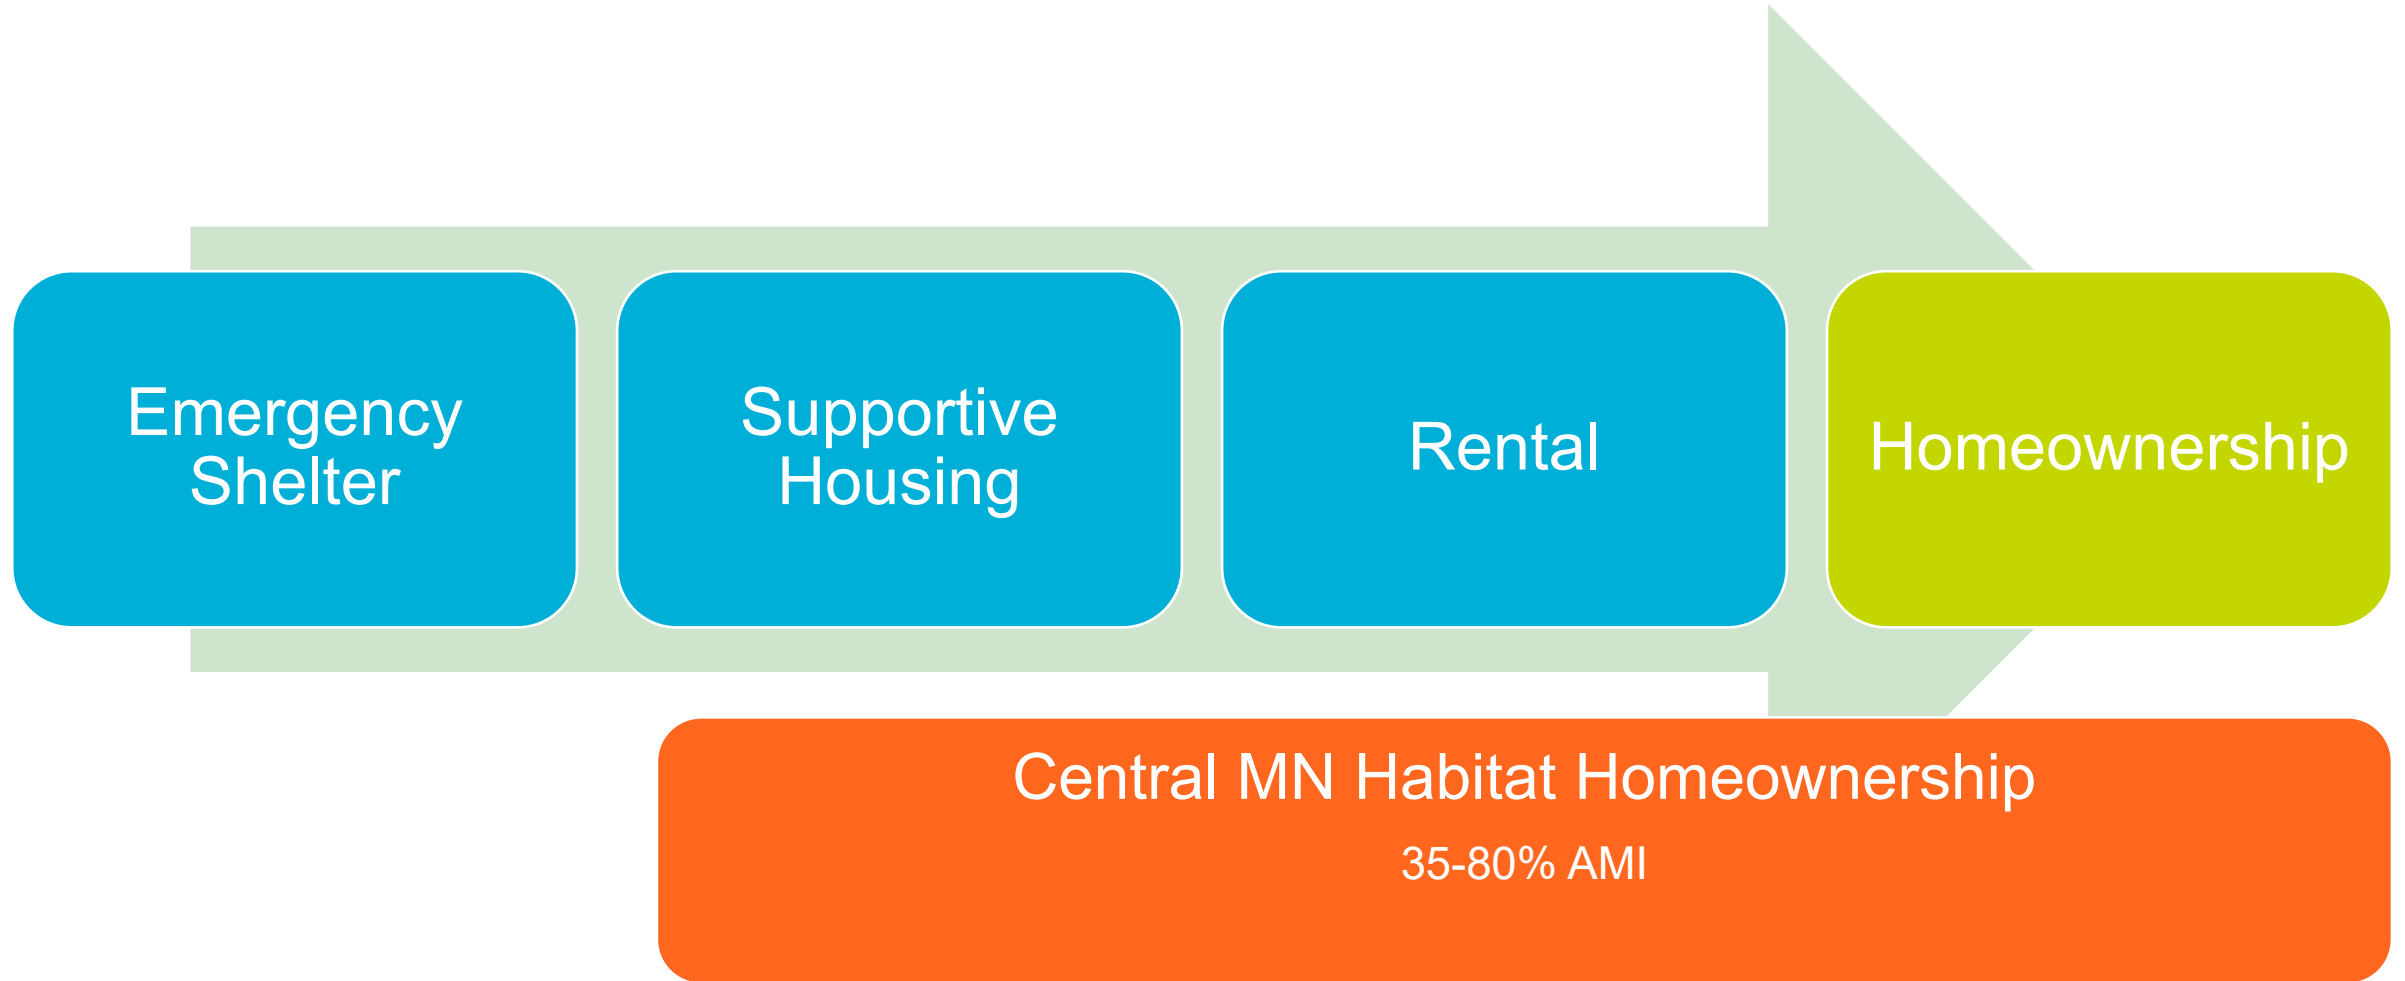 Emergency
Shelter
Supportive
Housing
Rental
Homeownership
Central MN Habitat Homeownership
35-80% AMI